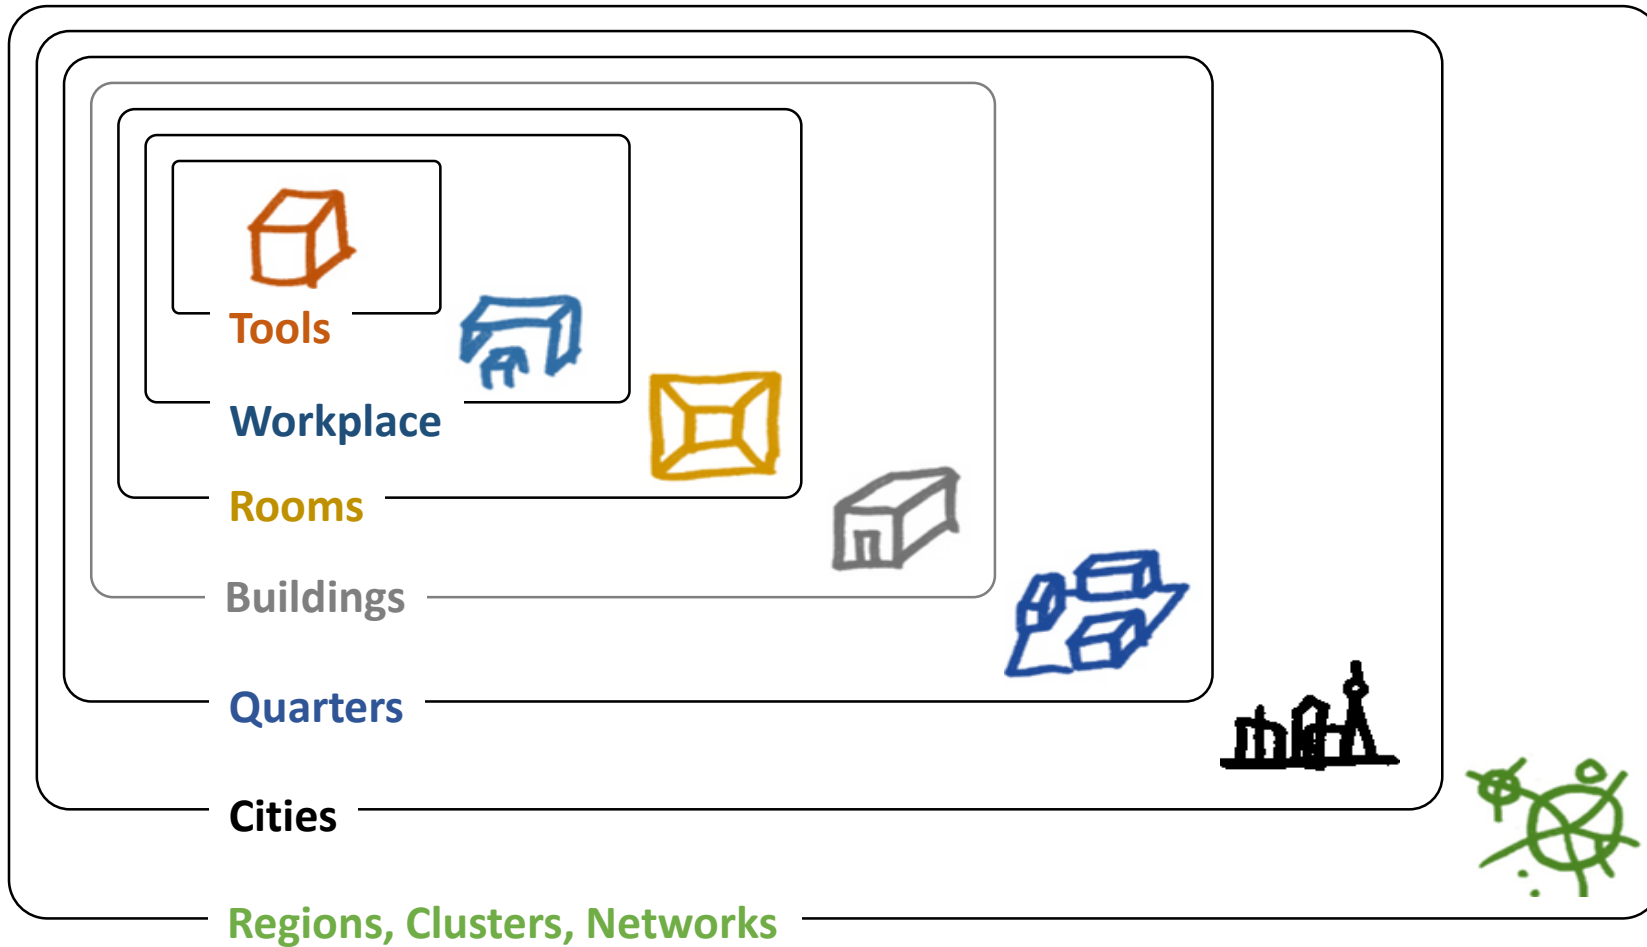 Tools
Workplace
Rooms
Buildings
Quarters
Cities
Regions, Clusters, Networks